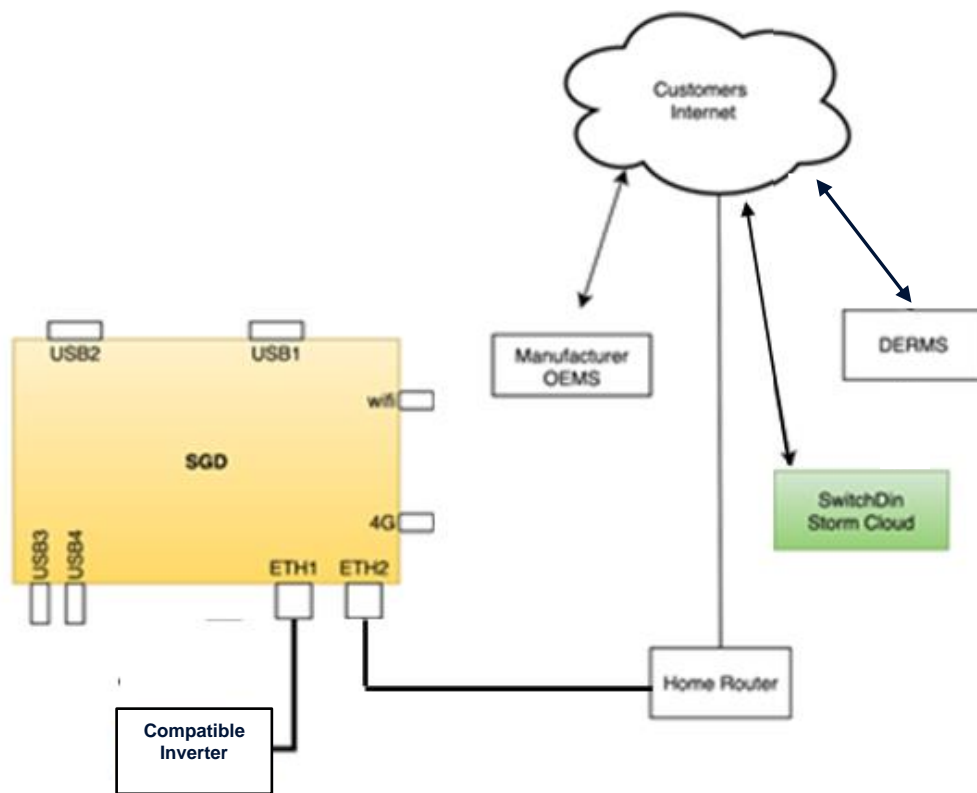 Customers
Internet
USB2
USB1
Manufacturer
OEMS
DERMS
wifi
SGD
4G
SwitchDin
Storm Cloud
USB3
USB4
ETH1
ETH2
Home Router
Compatible
Inverter